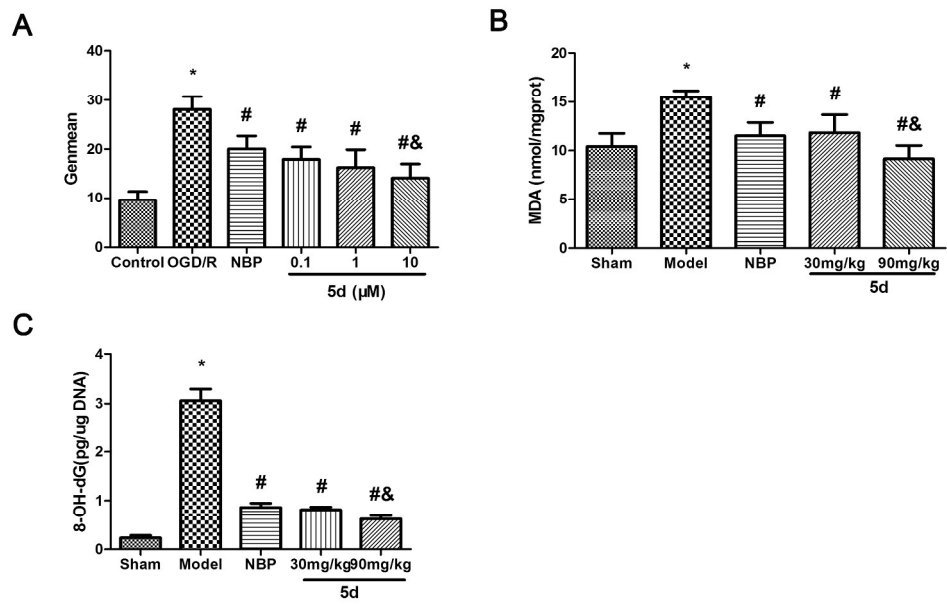 A
Genmean
40
30
20
10
0
*
#
#
#
#&
Control OGD/R NBP 0.1 1 10
5d (µM)
B
MDA (nmol/mgprot)
20
15
10
5
0
*
#
#
#&
Sham Model NBP 30mg/kg 90mg/kg
5d
C
8-OH-dG(pg/ug DNA)
4
3
2
1
0
*
#
#
#&
Sham Model NBP 30mg/kg 90mg/kg
5d